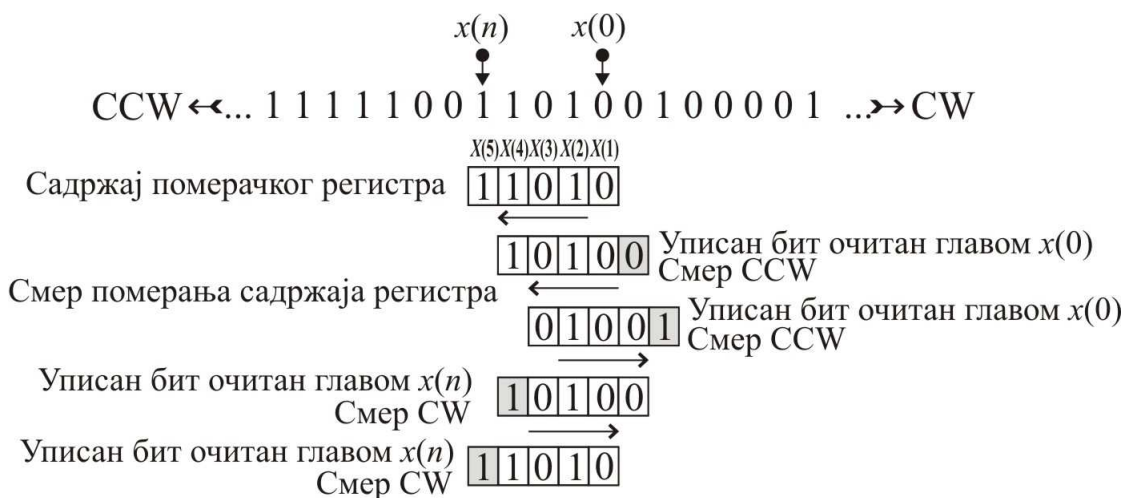 x(n) x(0)
CCW ↢... 1 1 1 1 1 0 0 1 1 0 1 0 0 1 0 0 0 0 1 ...↣ CW
X(5) X(4) X(3) X(2) X(1)
Садржај померачког регистра 1 1 0 1 0
1 0 1 0 0 Уписан бит очитан главом x(0)
Смер CCW
Смер померања садржаја регистра
0 1 0 0 1 Уписан бит очитан главом x(0)
Смер CCW
Уписан бит очитан главом x(n) 1 0 1 0 0
Смер CW
Уписан бит очитан главом x(n) 1 1 0 1 0
Смер CW